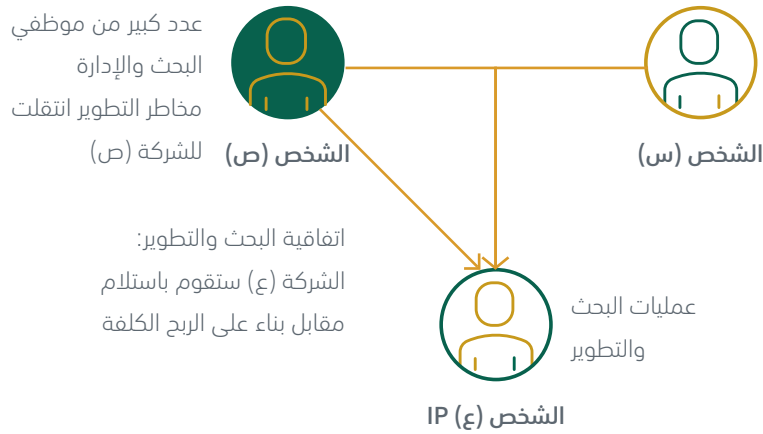 عدد كبير من موظفي
البحث والإدارة
مخاطر التطوير انتقلت
للشركة (ص)
الشخص (ص)
الشخص (س)
اتفاقية البحث والتطوير:
الشركة (ع) ستقوم باستلام
مقابل بناء على الربح الكلفة
عمليات البحث
والتطوير
الشخص (ع) IP